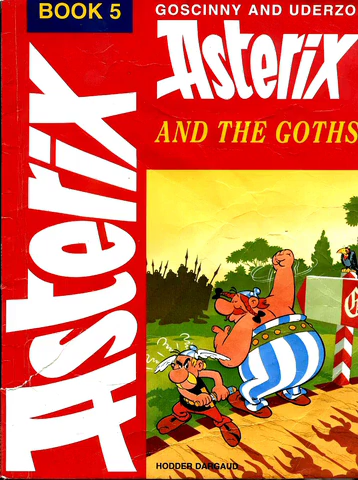 BOOK 5
GOSCINNY AND UDERZO
Asterix
AND THE GOTHS
Asterix
G
HODDER DARGAUD